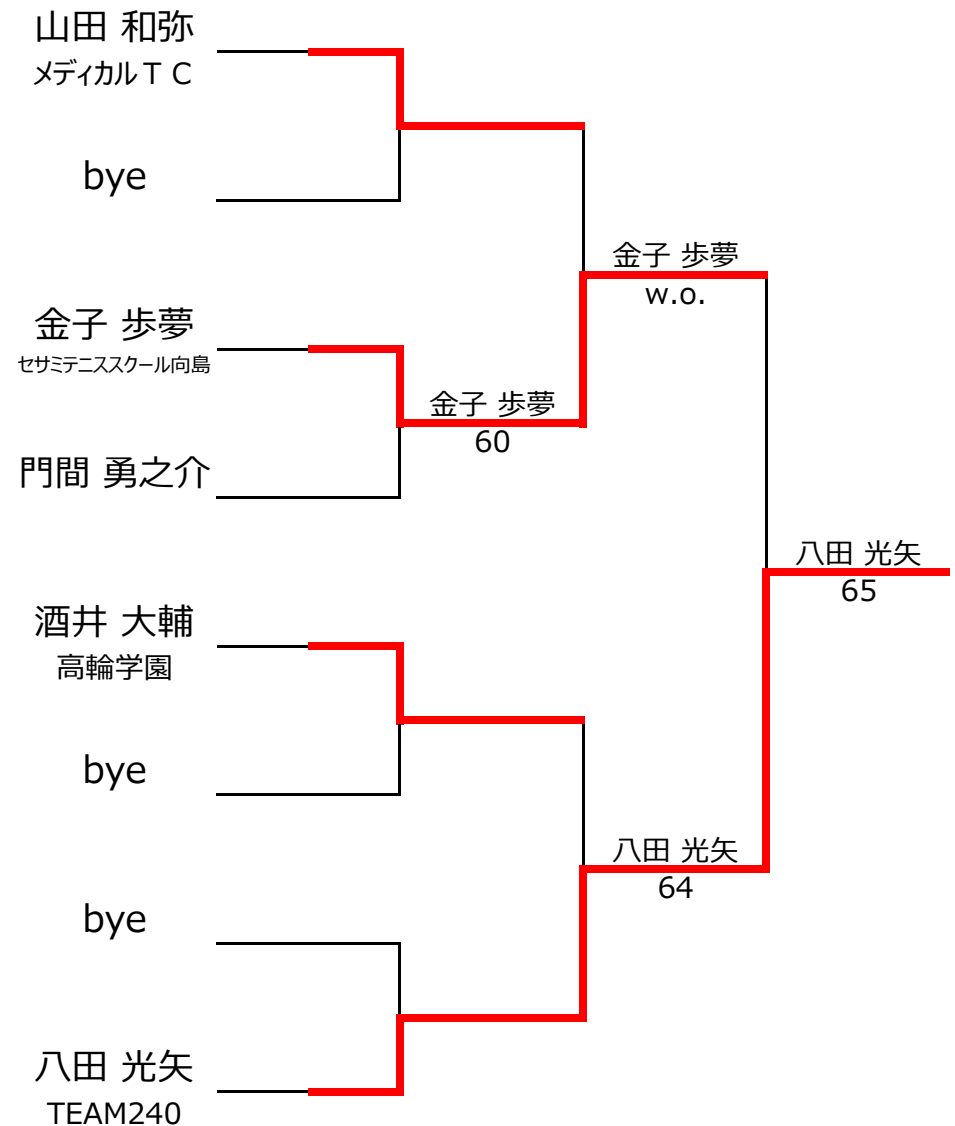 山田 和弥
メディカルＴＣ
bye
金子 歩夢
w.o.
金子 歩夢
セサミテニススクール向島
金子 歩夢
60
門間 勇之介
八田 光矢
65
酒井 大輔
高輪学園
bye
八田 光矢
64
bye
八田 光矢
TEAM240